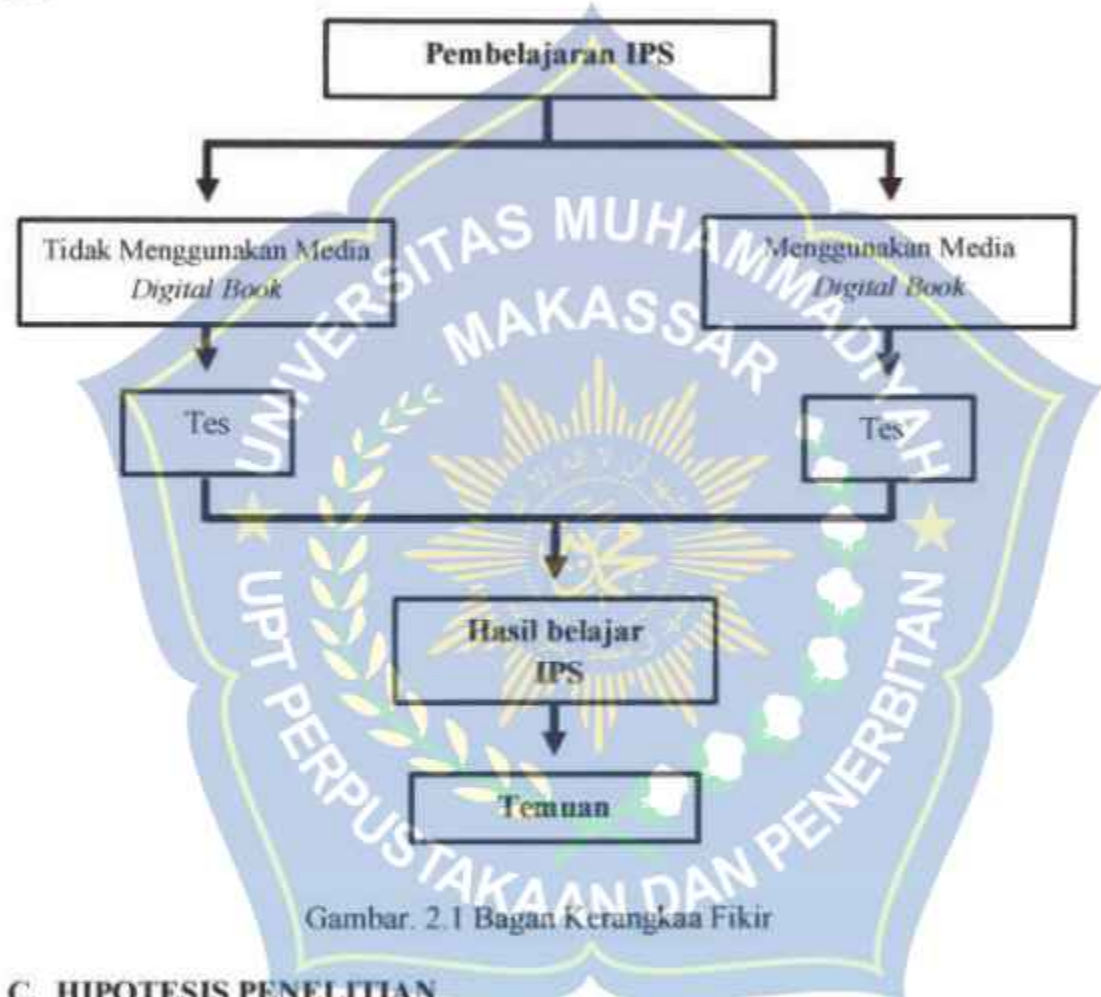 Pembelajaran IPS
Tidak Menggunakan Media
Digital Book
Menggunakan Media
Digital Book
Tes
Tes
Hasil belajar
IPS
Temuan
Gambar. 2.1 Bagan Kerangkaa Fikir
C. HIPOTESIS PENELITIAN
UNIVERSITAS MUHAMMADIYAH
MAKASSAR
UPT PERPUSTAKAAN DAN PENERBITAN